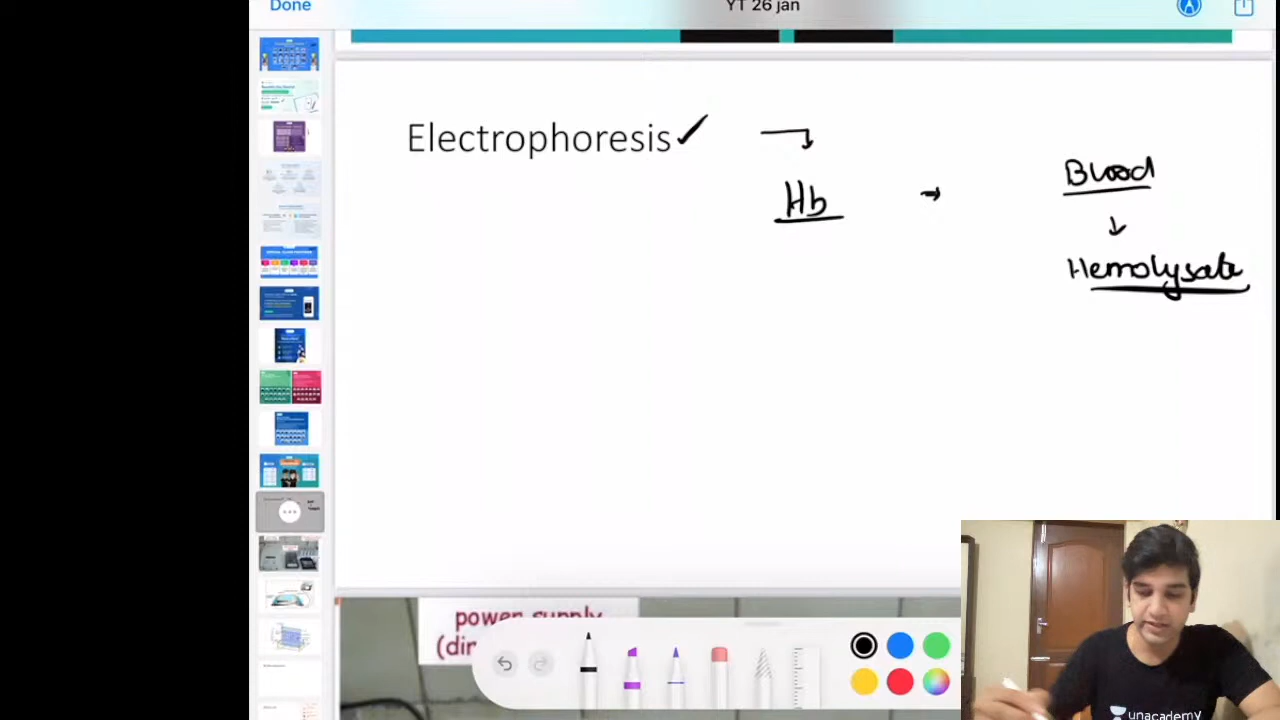 Done
YT 26 jan
Electrophoresis
Hb
Blood
Hemolysate
power supply
(dir
unacademy